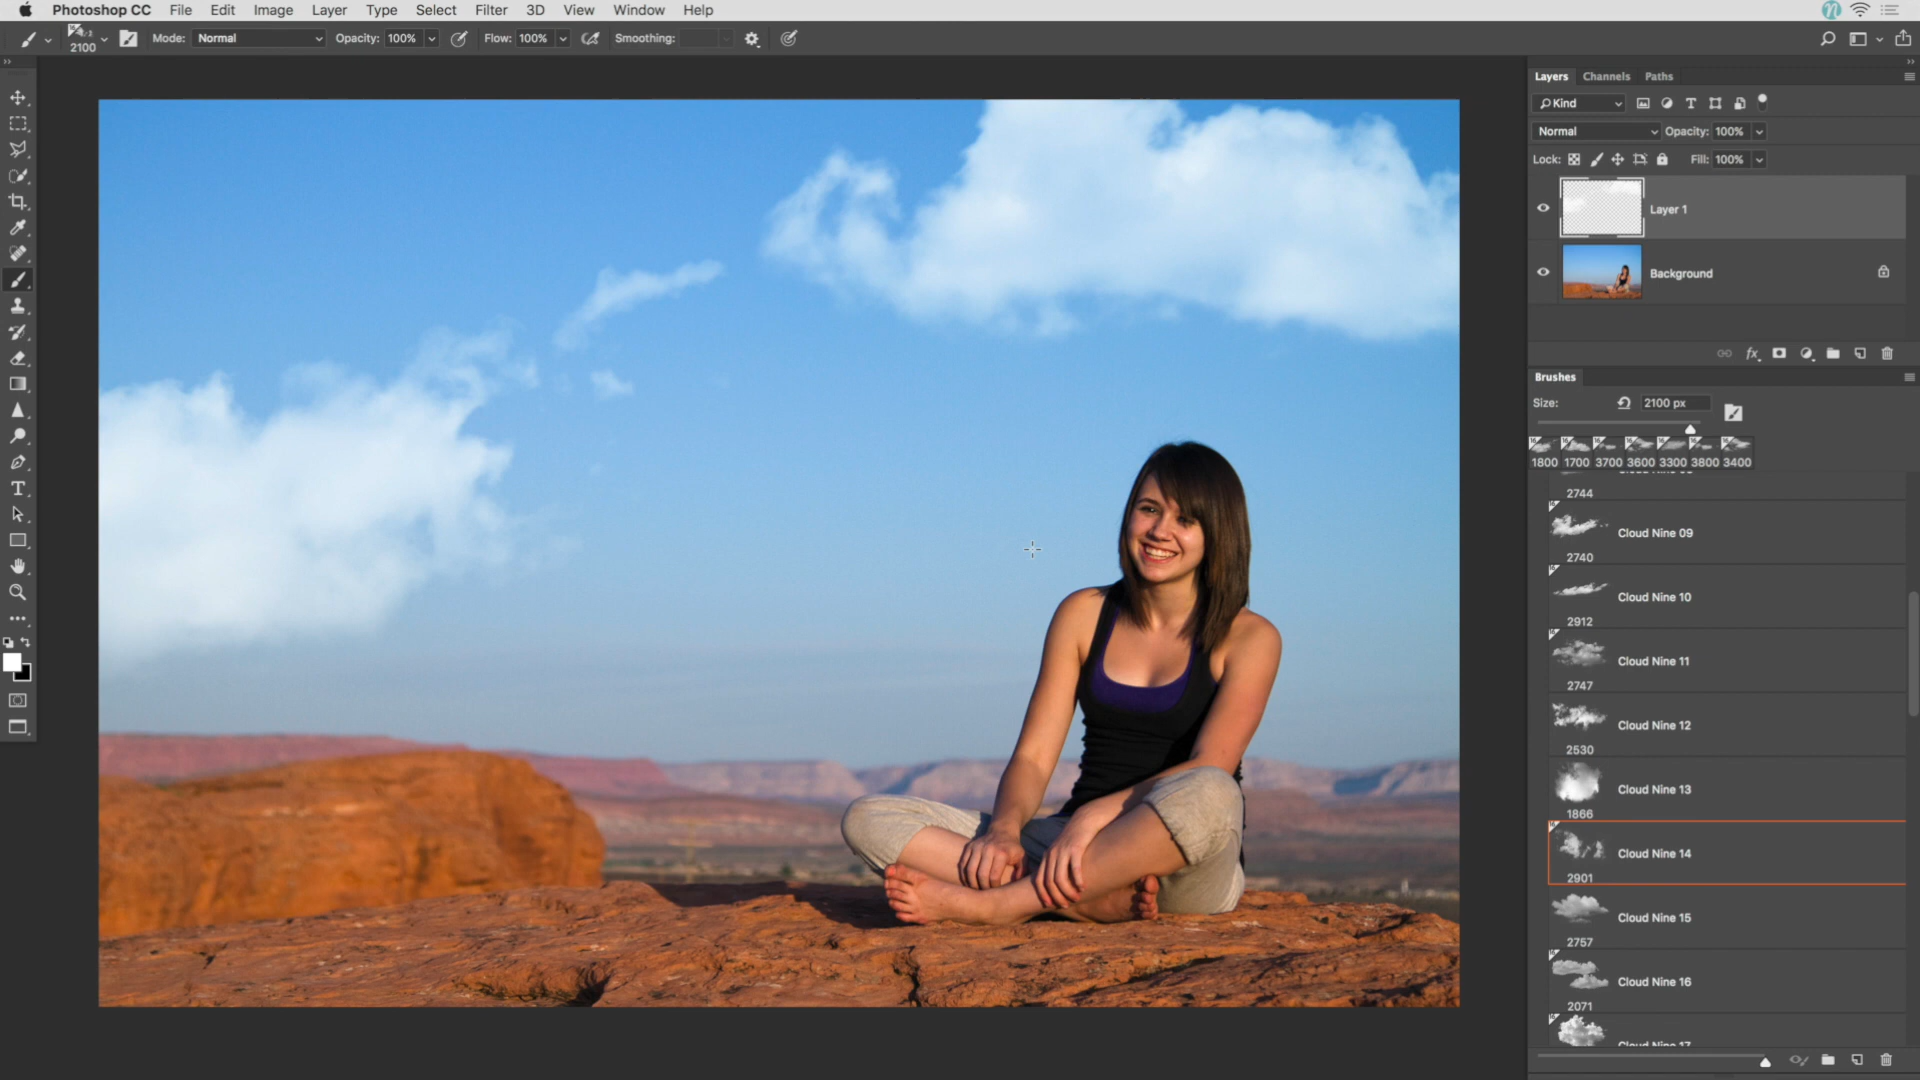 Photoshop CC File Edit Image Layer Type Select Filter 3D View Window Help
2100 Mode: Normal Opacity: 100% Flow: 100% Smoothing:
Layers Channels Paths
Kind
Normal Opacity: 100%
Lock: Fill: 100%
Layer 1
Background
fx
Brushes
Size: 2100 px
1800 1700 3700 3600 3300 3800 3400
2744
Cloud Nine 09
2740
Cloud Nine 10
2912
Cloud Nine 11
2747
Cloud Nine 12
2530
Cloud Nine 13
1866
Cloud Nine 14
2901
Cloud Nine 15
2757
Cloud Nine 16
2071
Cloud Nine 17